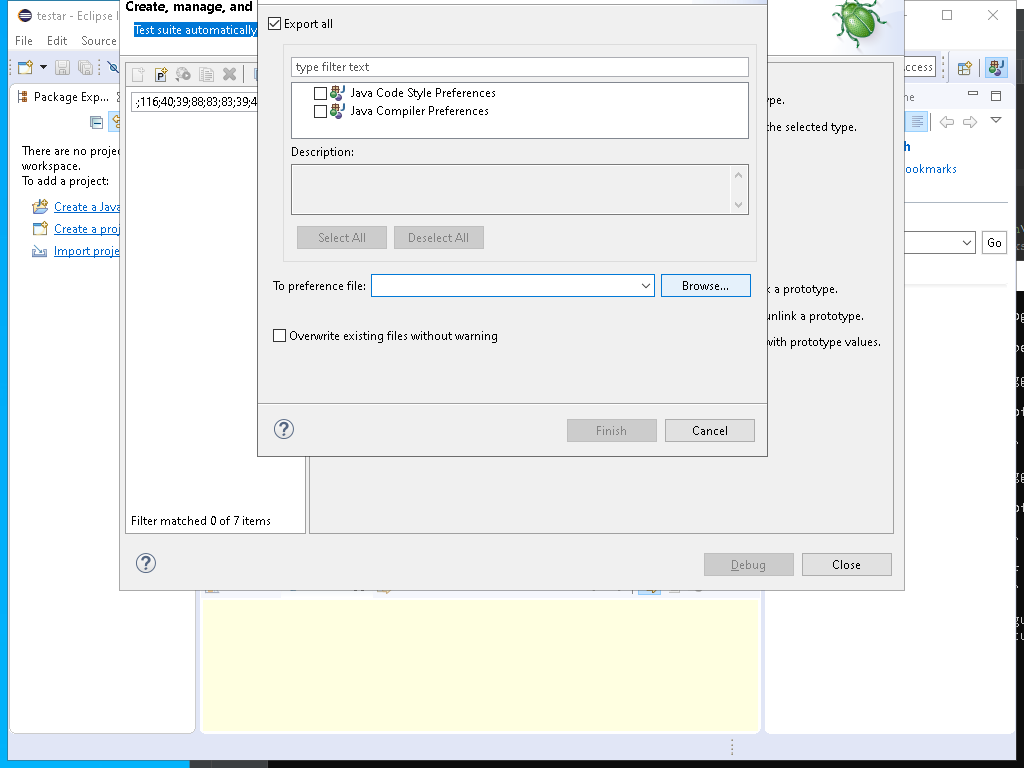 testar - Eclipse I
Create, manage, and
Export all
File Edit Source
Test suite automatically
type filter text
ccess
Package Exp...
P
:;116;40;39;88;83;83;39;4
Java Code Style Preferences
Java Compiler Preferences
ype.
ne
the selected type.
There are no projec
workspace.
To add a project:
Description:
h
ookmarks
Create a Java
Create a proj
Import proje
Select All
Deselect All
Go
To preference file:
Browse...
k a prototype.
unlink a prototype.
Overwrite existing files without warning
with prototype values.
?
Finish
Cancel
Filter matched 0 of 7 items
?
Debug
Close